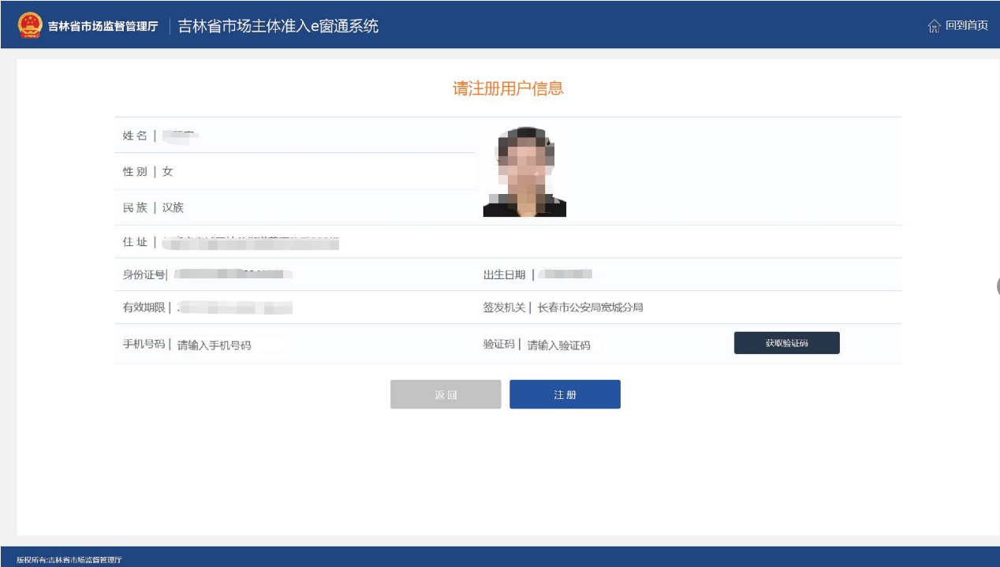 吉林省市场监督管理厅 | 吉林省市场主体准入e窗通系统 回到首页
请注册用户信息
姓 名 |
性 别 | 女
民 族 | 汉族
住 址 |
身份证号| 出生日期 |
有效期限 | 签发机关 | 长春市公安局宽城分局
手机号码 | 请输入手机号码 验证码 | 请输入验证码 获取验证码
返 回 注 册
版权所有:吉林省市场监督管理厅